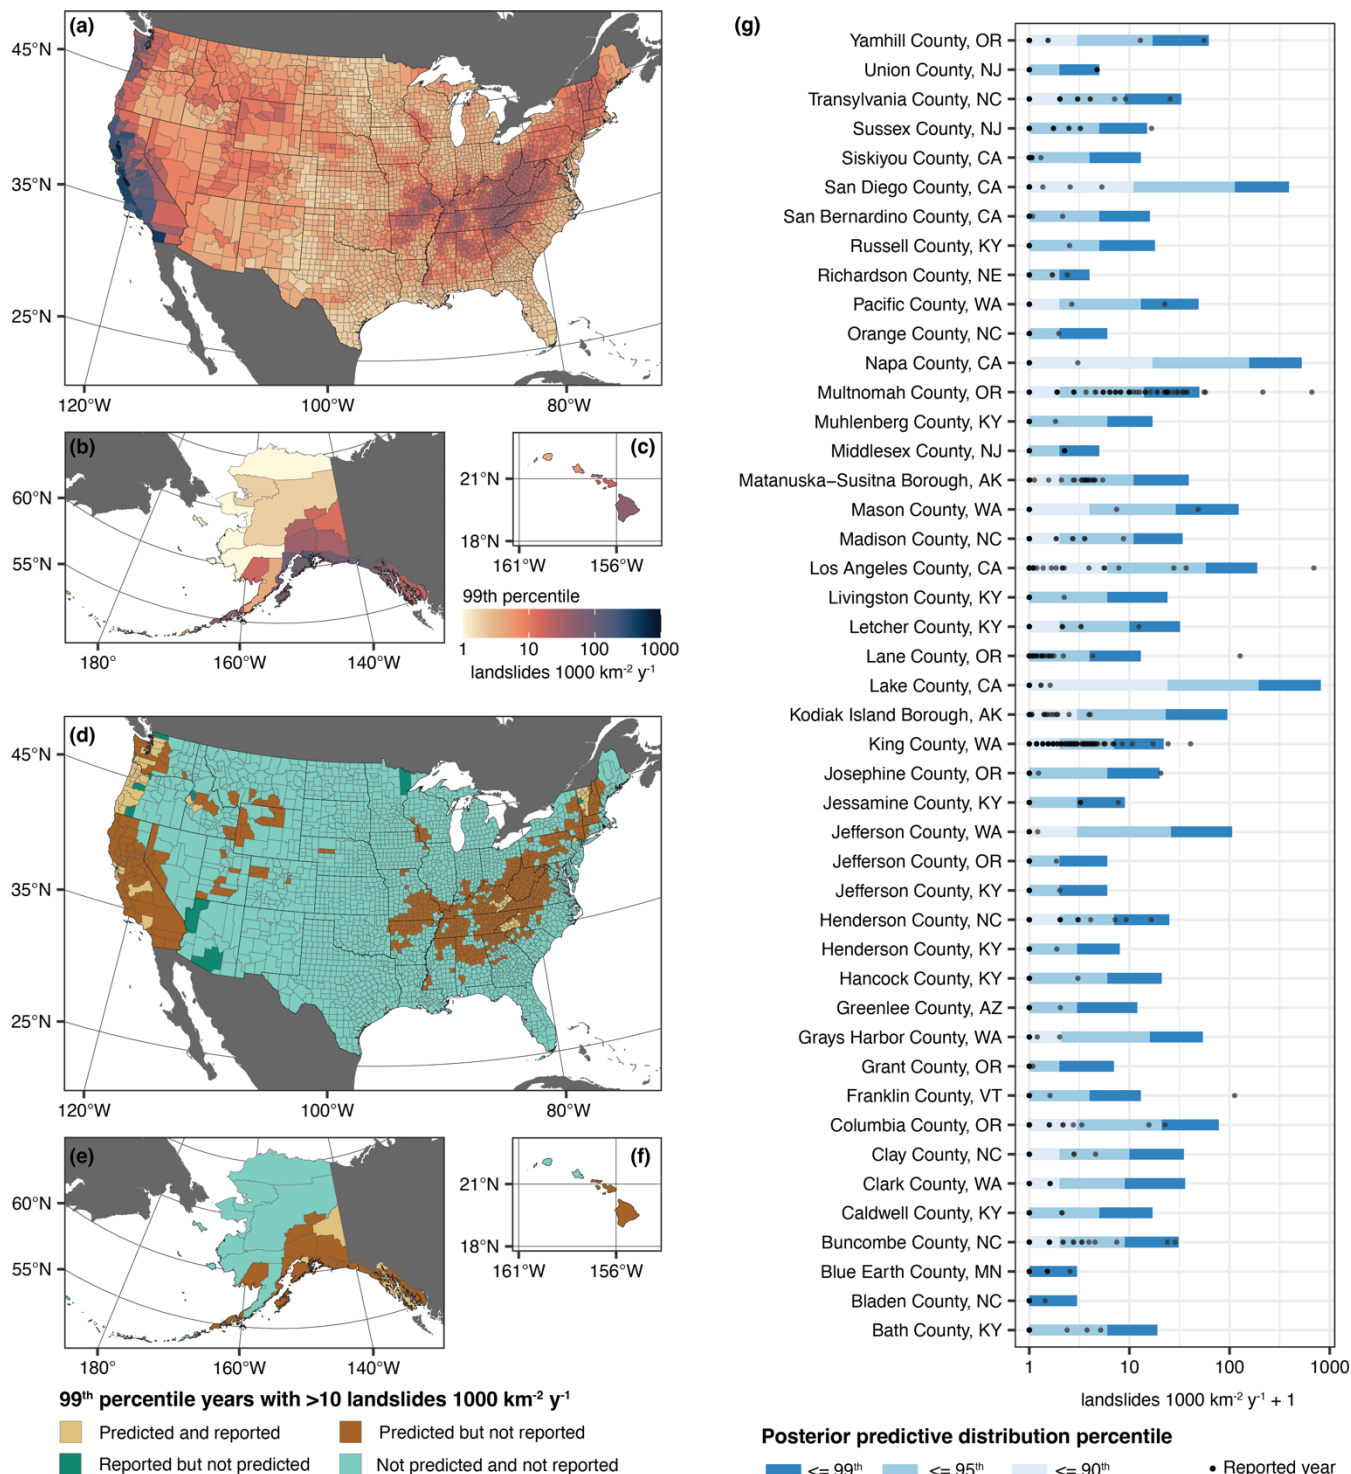 (a)
45°N
35°N
25°N
120°W
100°W
80°W
(b)
60°N
55°N
180°
160°W
140°W
(c)
21°N
18°N
161°W
156°W
99th percentile
1
10
100
1000
landslides 1000 km⁻² y⁻¹
(d)
45°N
35°N
25°N
120°W
100°W
80°W
(e)
60°N
55°N
180°
160°W
140°W
(f)
21°N
18°N
161°W
156°W
99th percentile years with >10 landslides 1000 km⁻² y⁻¹
Predicted and reported
Predicted but not reported
Reported but not predicted
Not predicted and not reported
(g)
Yamhill County, OR
Union County, NJ
Transylvania County, NC
Sussex County, NJ
Siskiyou County, CA
San Diego County, CA
San Bernardino County, CA
Russell County, KY
Richardson County, NE
Pacific County, WA
Orange County, NC
Napa County, CA
Multnomah County, OR
Muhlenberg County, KY
Middlesex County, NJ
Matanuska−Susitna Borough, AK
Mason County, WA
Madison County, NC
Los Angeles County, CA
Livingston County, KY
Letcher County, KY
Lane County, OR
Lake County, CA
Kodiak Island Borough, AK
King County, WA
Josephine County, OR
Jessamine County, KY
Jefferson County, WA
Jefferson County, OR
Jefferson County, KY
Henderson County, NC
Henderson County, KY
Hancock County, KY
Greenlee County, AZ
Grays Harbor County, WA
Grant County, OR
Franklin County, VT
Columbia County, OR
Clay County, NC
Clark County, WA
Caldwell County, KY
Buncombe County, NC
Blue Earth County, MN
Bladen County, NC
Bath County, KY
1
10
100
1000
landslides 1000 km⁻² y⁻¹ + 1
Posterior predictive distribution percentile
<= 99th
<= 95th
<= 90th
Reported year